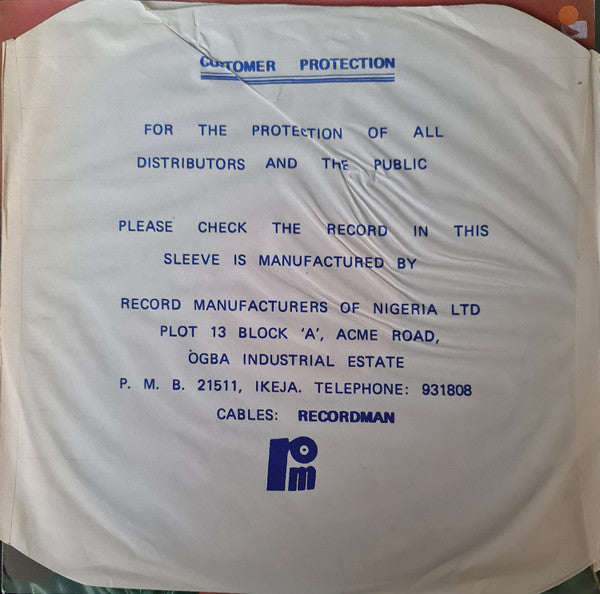 CUSTOMER PROTECTION
FOR THE PROTECTION OF ALL
DISTRIBUTORS AND THE PUBLIC
PLEASE CHECK THE RECORD IN THIS
SLEEVE IS MANUFACTURED BY
RECORD MANUFACTURERS OF NIGERIA LTD
PLOT 13 BLOCK 'A', ACME ROAD,
OGBA INDUSTRIAL ESTATE
P. M. B. 21511, IKEJA. TELEPHONE: 931808
CABLES: RECORDMAN
rom